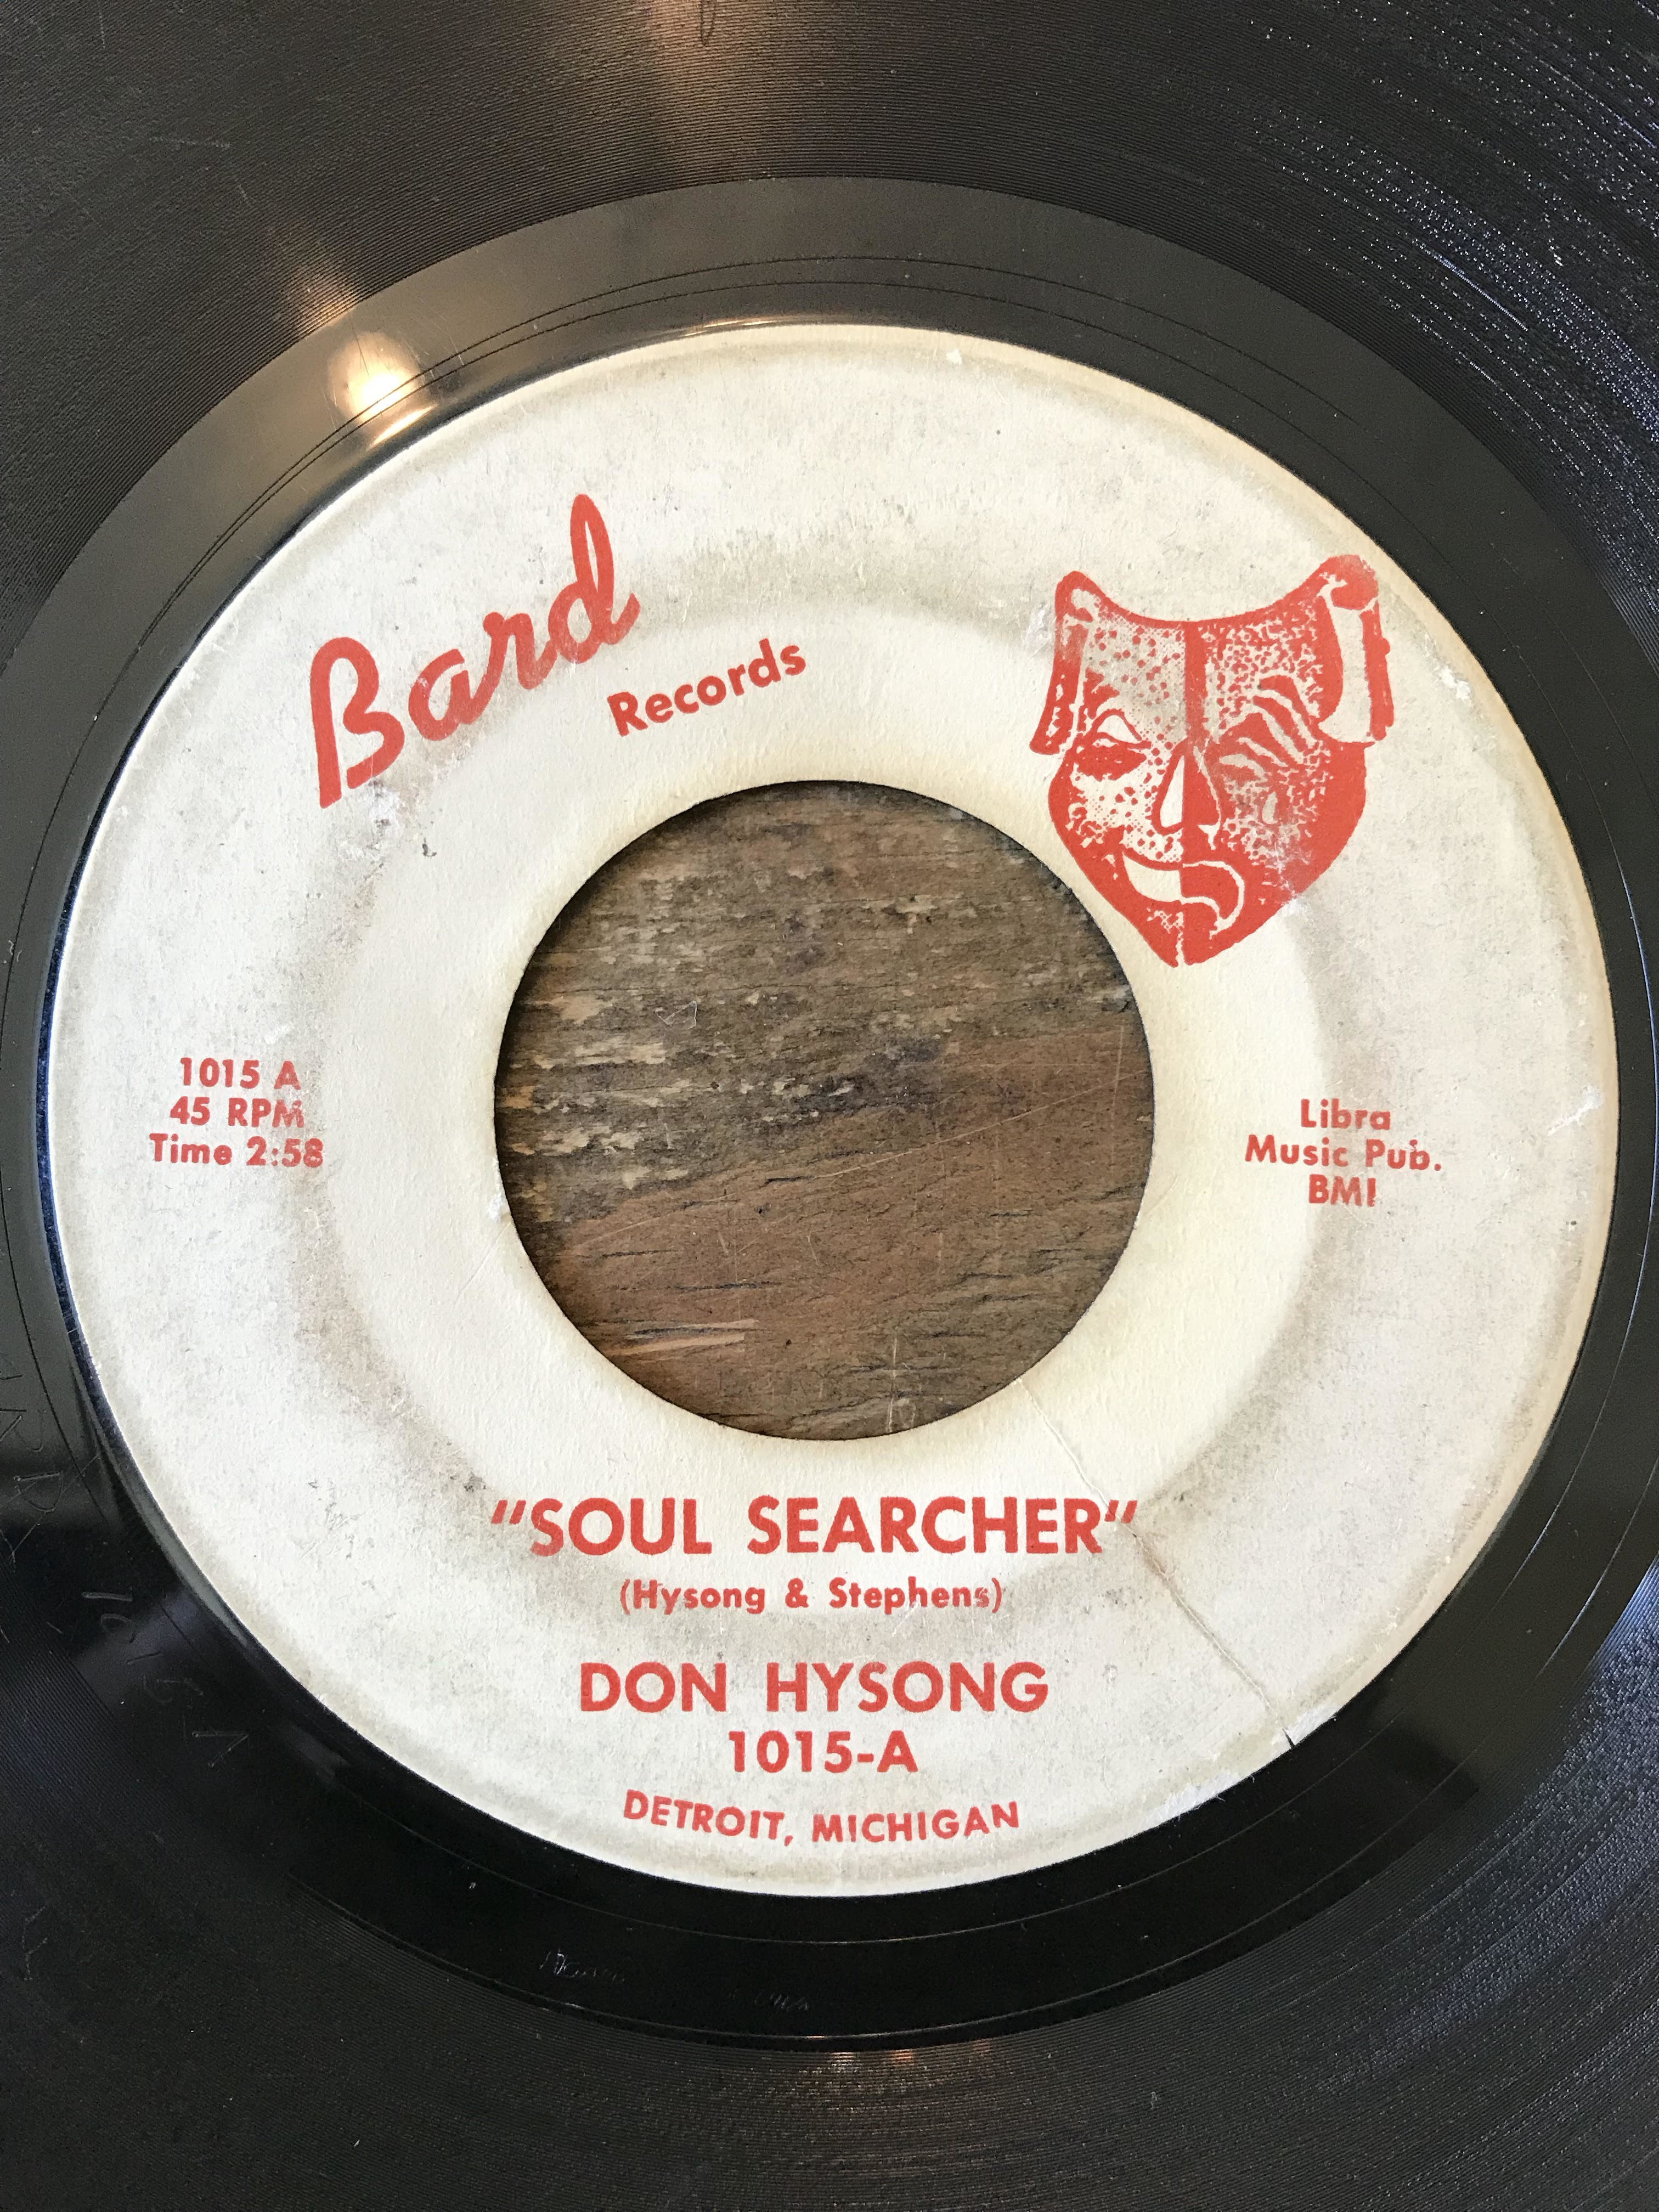 Bard
Records
1015 A
45 RPM
Time 2:58
Libra
Music Pub.
BMI
"SOUL SEARCHER"
(Hysong & Stephens)
DON HYSONG
1015-A
DETROIT, MICHIGAN